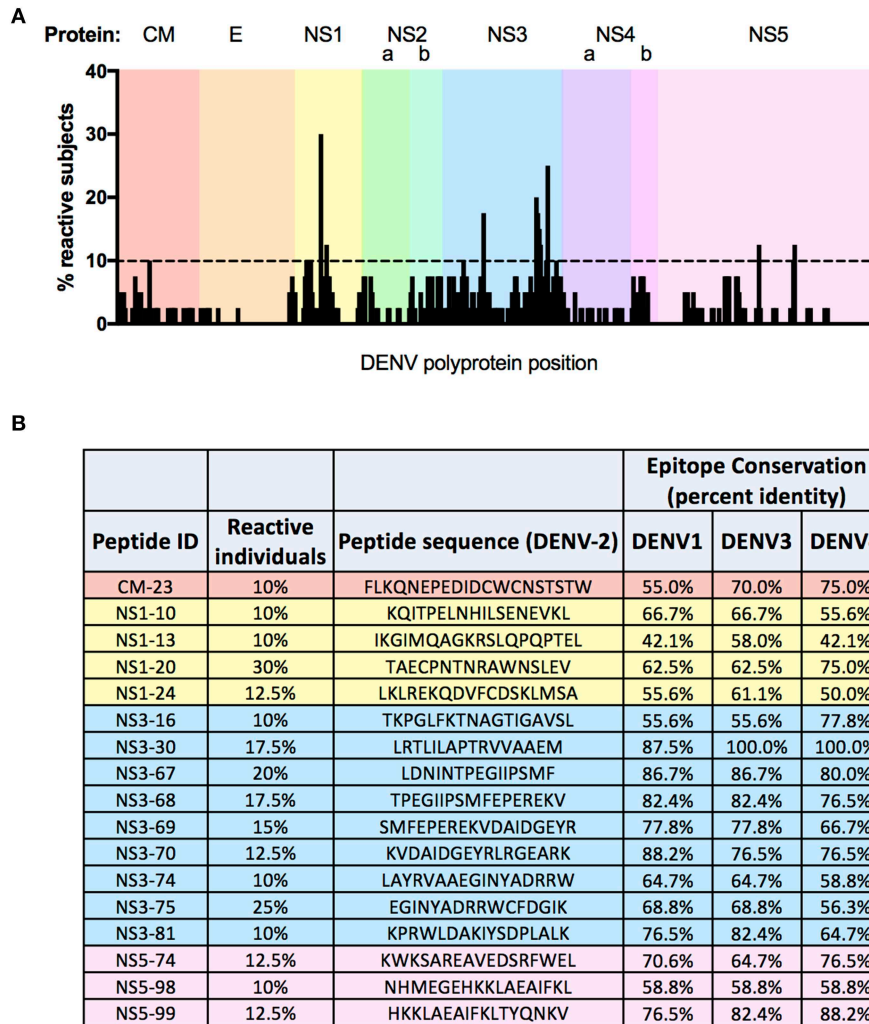 A
Protein: CM E NS1 NS2 NS3 NS4 NS5
a b a b
40
30
20
10
0
% reactive subjects
DENV polyprotein position
B
Epitope Conservation
(percent identity)
Peptide ID Reactive individuals Peptide sequence (DENV-2) DENV1 DENV3 DENV
CM-23 10% FLKQNEPEDIDCWCNSTSTW 55.0% 70.0% 75.0%
NS1-10 10% KQITPELNHILSENEVKL 66.7% 66.7% 55.6%
NS1-13 10% IKGIMQAGKRSLQPQPTEL 42.1% 58.0% 42.1%
NS1-20 30% TAECPNTNRAWNSLEV 62.5% 62.5% 75.0%
NS1-24 12.5% LKLREKQDVFCDSKLMSA 55.6% 61.1% 50.0%
NS3-16 10% TKPGLFKTNAGTIGAVSL 55.6% 55.6% 77.8%
NS3-30 17.5% LRTLILAPTRVVAAEM 87.5% 100.0% 100.0%
NS3-67 20% LDNINTPEGIIPSMF 86.7% 86.7% 80.0%
NS3-68 17.5% TPEGIIPSMFEPEREKV 82.4% 82.4% 76.5%
NS3-69 15% SMFEPEREKVDAIDGEYR 77.8% 77.8% 66.7%
NS3-70 12.5% KVDAIDGEYRLRGEARK 88.2% 76.5% 76.5%
NS3-74 10% LAYRVAAEGINYADRRW 64.7% 64.7% 58.8%
NS3-75 25% EGINYADRRWCFDGIK 68.8% 68.8% 56.3%
NS3-81 10% KPRWLDAKIYSDPLALK 76.5% 82.4% 64.7%
NS5-74 12.5% KWKSAREAVEDSRFWEL 70.6% 64.7% 76.5%
NS5-98 10% NHMEGEHKKLAEAIFKL 58.8% 58.8% 58.8%
NS5-99 12.5% HKKLAEAIFKLTYQNKV 76.5% 82.4% 88.2%